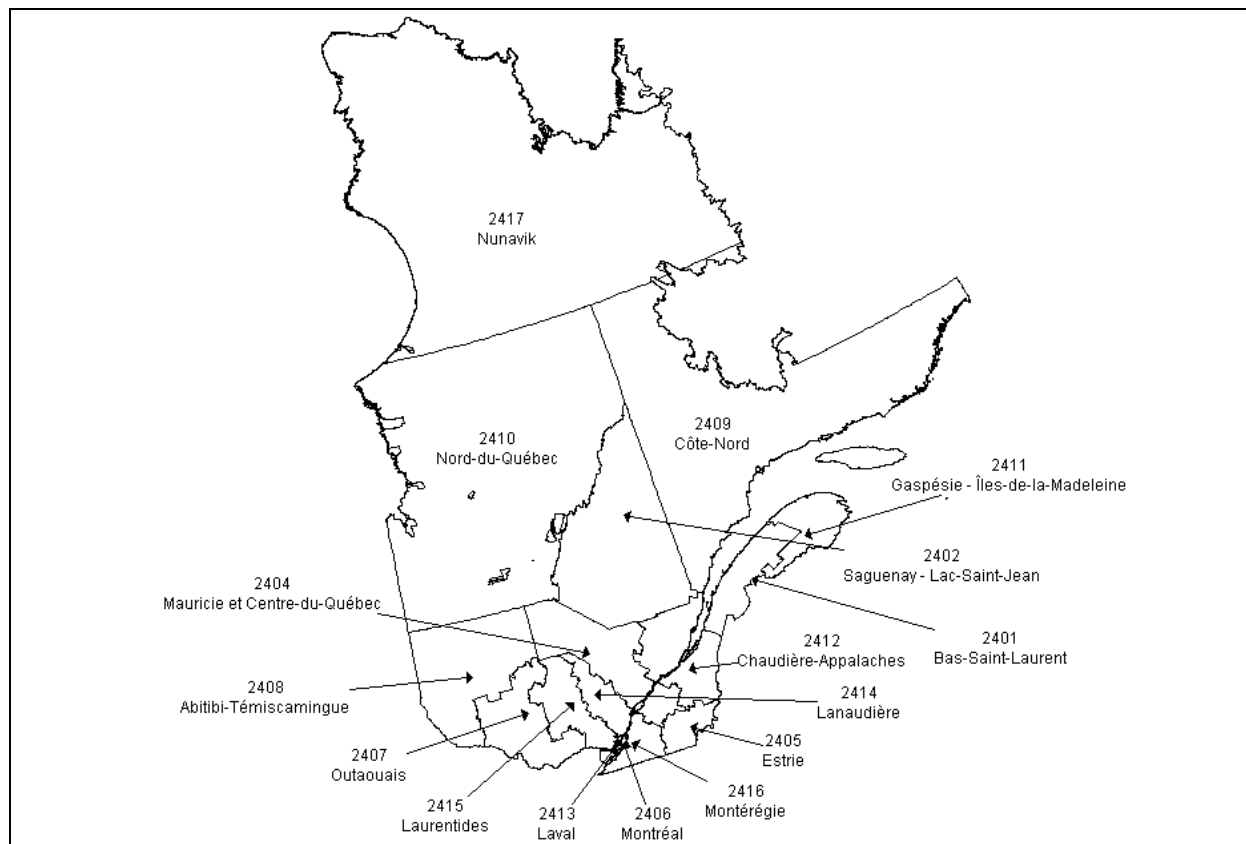 2417
Nunavik
2409
Côte-Nord
2410
Nord-du-Québec
2411
Gaspésie - Îles-de-la-Madeleine
2402
Saguenay - Lac-Saint-Jean
2404
Mauricie et Centre-du-Québec
2401
Bas-Saint-Laurent
2412
Chaudière-Appalaches
2408
Abitibi-Témiscamingue
2414
Lanaudière
2405
Estrie
2407
Outaouais
2416
Montérégie
2415
Laurentides
2413
Laval
2406
Montréal